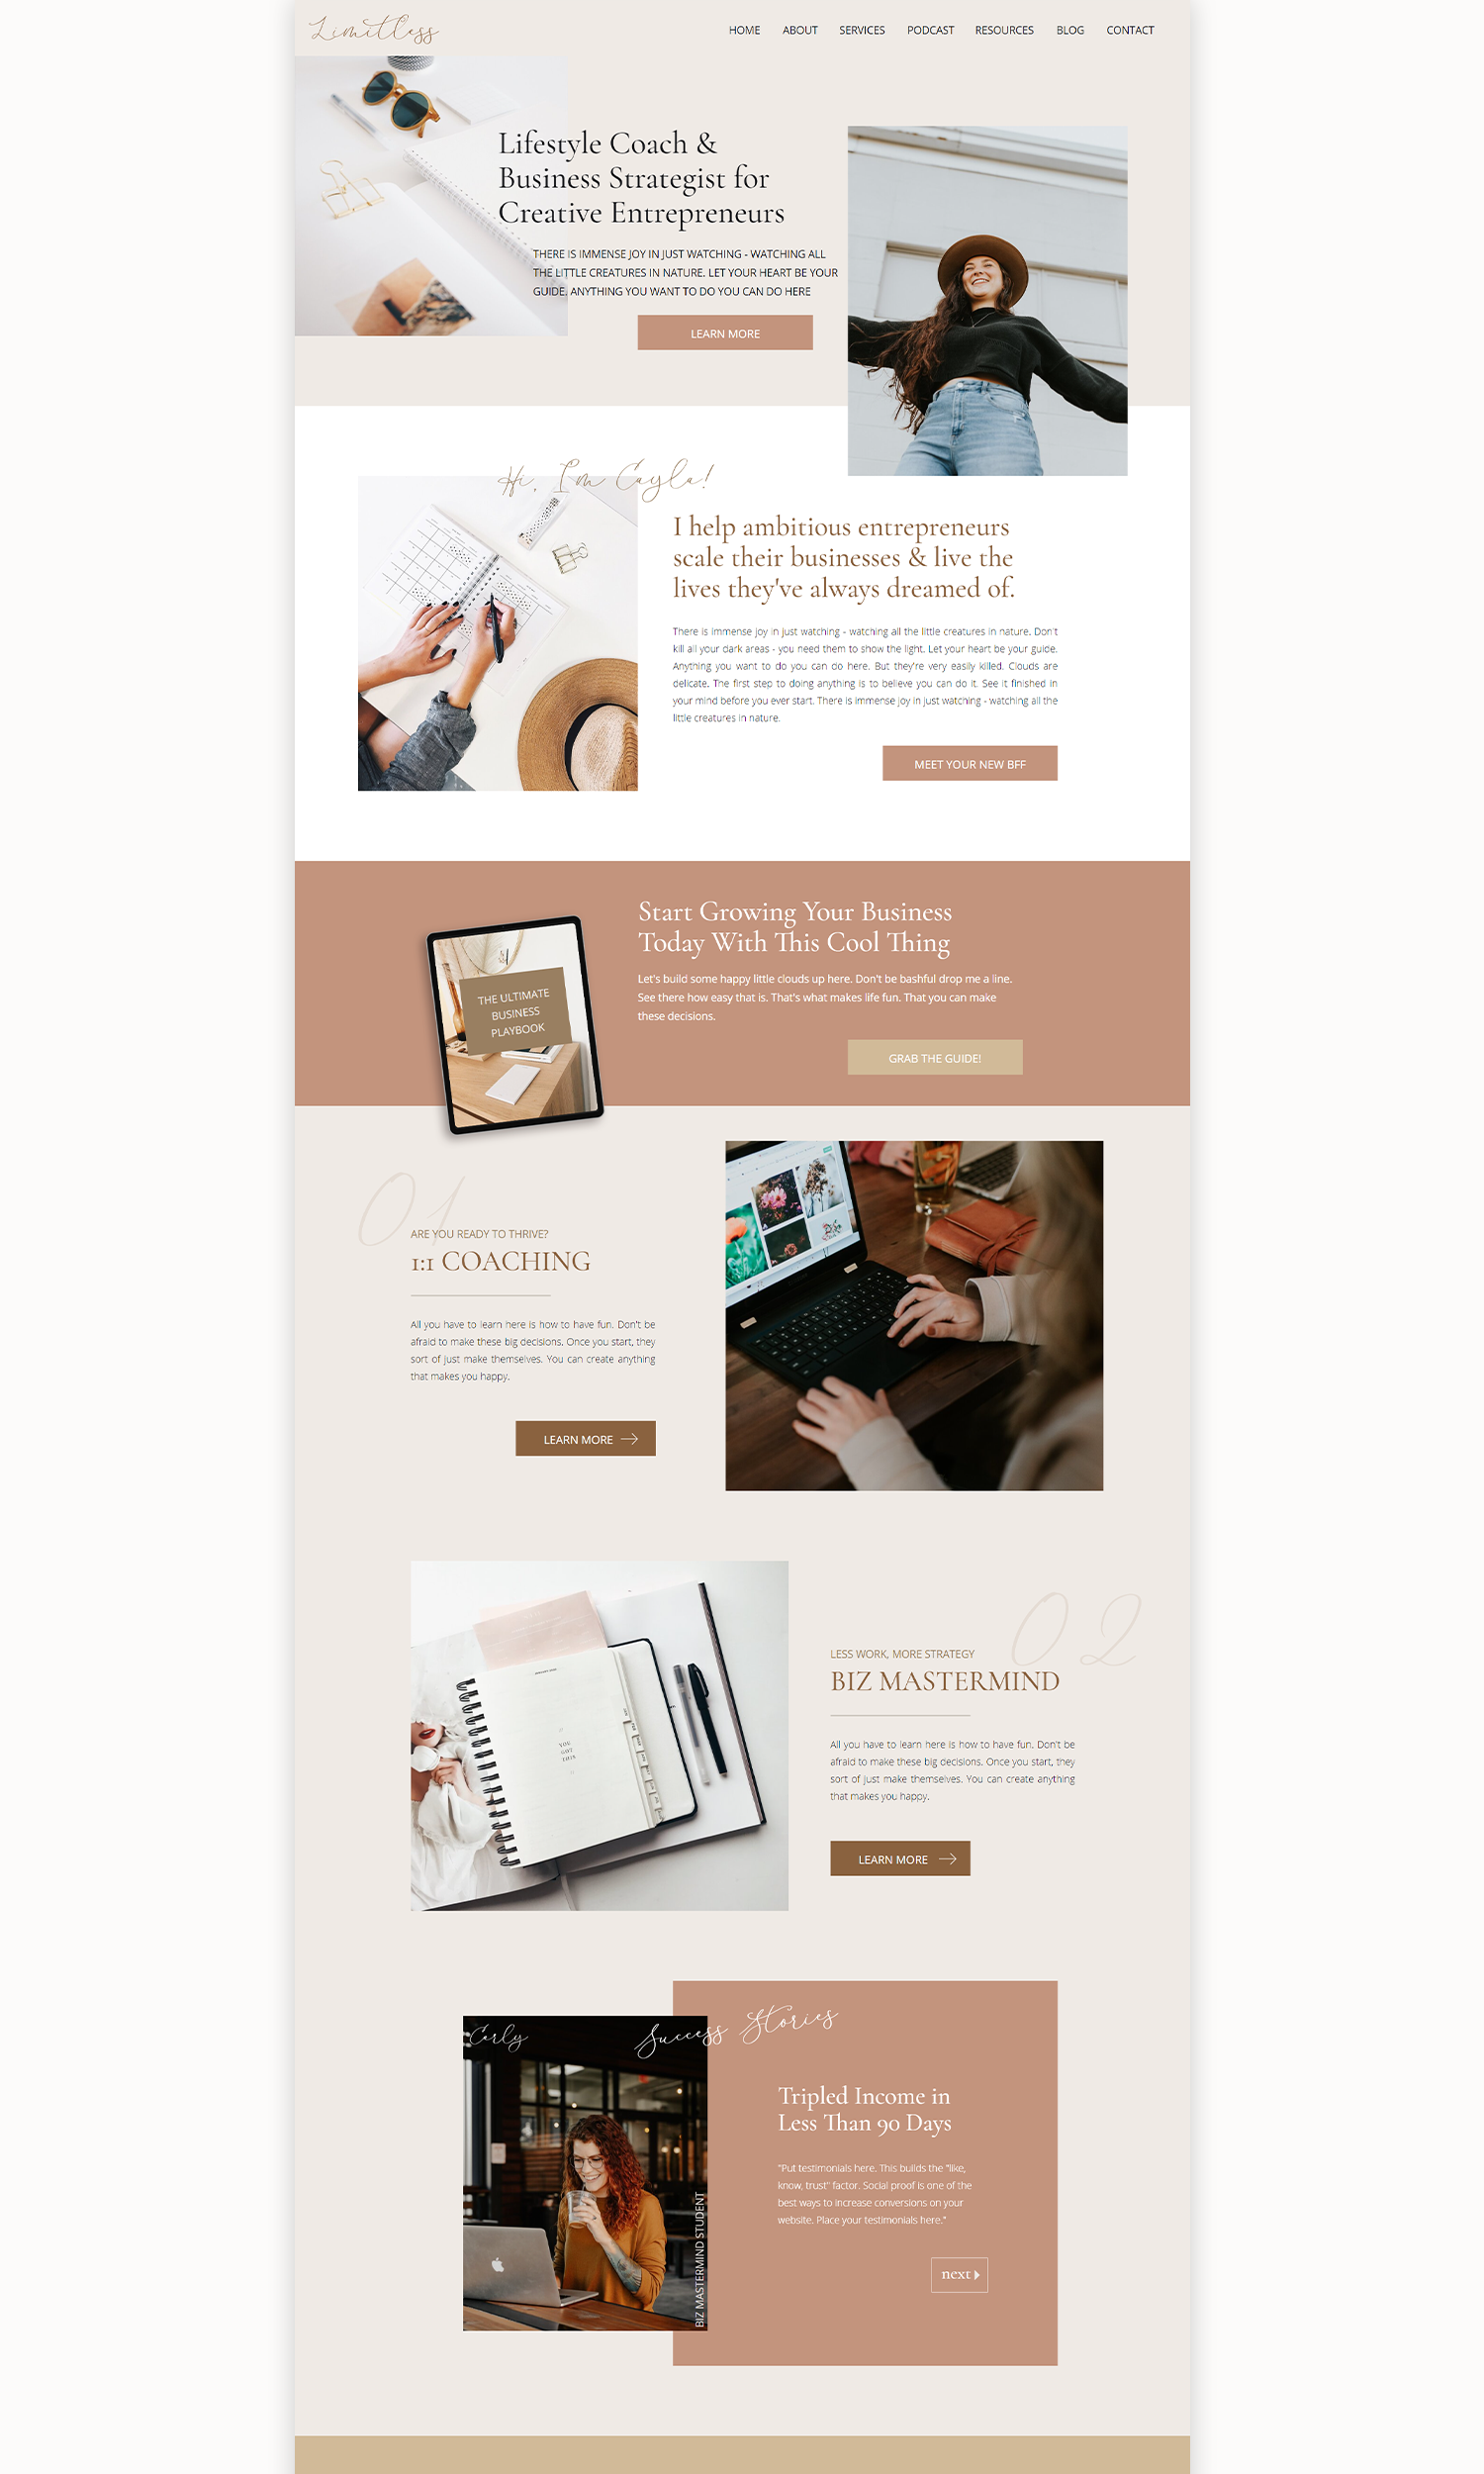 Limitless
HOME ABOUT SERVICES PODCAST RESOURCES BLOG CONTACT
Lifestyle Coach &
Business Strategist for
Creative Entrepreneurs
THERE IS IMMENSE JOY IN JUST WATCHING - WATCHING ALL
THE LITTLE CREATURES IN NATURE. LET YOUR HEART BE YOUR
GUIDE. ANYTHING YOU WANT TO DO YOU CAN DO HERE
LEARN MORE
Hi, I'm Cayla!
I help ambitious entrepreneurs
scale their businesses & live the
lives they've always dreamed of.
There is immense joy in just watching - watching all the little creatures in nature. Don't
kill all your dark areas - you need them to show the light. Let your heart be your guide.
Anything you want to do you can do here. But they're very easily killed. Clouds are
delicate. The first step to doing anything is to believe you can do it. See it finished in
your mind before you ever start. There is immense joy in just watching - watching all the
little creatures in nature.
MEET YOUR NEW BFF
THE ULTIMATE
BUSINESS
PLAYBOOK
Start Growing Your Business
Today With This Cool Thing
Let's build some happy little clouds up here. Don't be bashful drop me a line.
See there how easy that is. That's what makes life fun. That you can make
these decisions.
GRAB THE GUIDE!
01
ARE YOU READY TO THRIVE?
1:1 COACHING
All you have to learn here is how to have fun. Don't be
afraid to make these big decisions. Once you start, they
sort of just make themselves. You can create anything
that makes you happy.
LEARN MORE
YOU
GOT
THIS
02
LESS WORK, MORE STRATEGY
BIZ MASTERMIND
All you have to learn here is how to have fun. Don't be
afraid to make these big decisions. Once you start, they
sort of just make themselves. You can create anything
that makes you happy.
LEARN MORE
Carly
Success Stories
BIZ MASTERMIND STUDENT
Tripled Income in
Less Than 90 Days
"Put testimonials here. This builds the "like,
know, trust" factor. Social proof is one of the
best ways to increase conversions on your
website. Place your testimonials here."
next